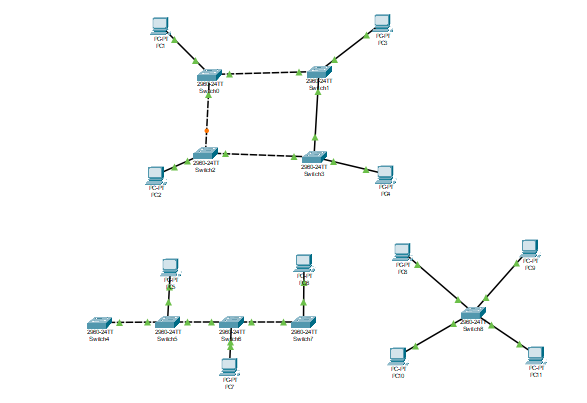 PC-PT
PC1
PC-PT
PC3
2960-24TT
Switch0
2960-24TT
Switch1
2960-24TT
Switch2
2960-24TT
Switch3
PC-PT
PC2
PC-PT
PC4
PC-PT
PC5
PC-PT
PC6
PC-PT
PC8
PC-PT
PC9
2960-24TT
Switch4
2960-24TT
Switch5
2960-24TT
Switch6
2960-24TT
Switch7
2960-24TT
Switch8
PC-PT
PC7
PC-PT
PC10
PC-PT
PC11